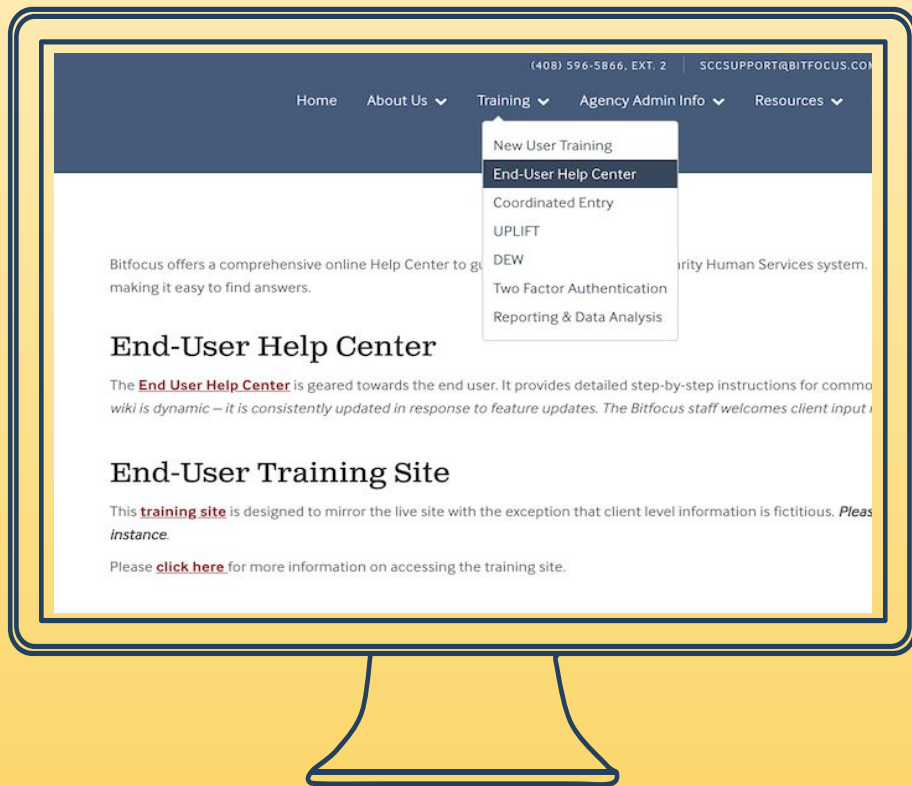 (408) 596-5866, EXT. 2 SCCSUPPORT@BITFOCUS.COM
Home About Us Training Agency Admin Info Resources
New User Training
End-User Help Center
Coordinated Entry
UPLIFT
DEW
Two Factor Authentication
Reporting & Data Analysis
Bitfocus offers a comprehensive online Help Center to Human Services system.
making it easy to find answers.
End-User Help Center
The End User Help Center is geared towards the end user. It provides detailed step-by-step instructions for
wiki is dynamic – it is consistently updated in response to feature updates. The Bitfocus staff welcomes client input
End-User Training Site
This training site is designed to mirror the live site with the exception that client level information is fictitious.
instance.
Please click here for more information on accessing the training site.